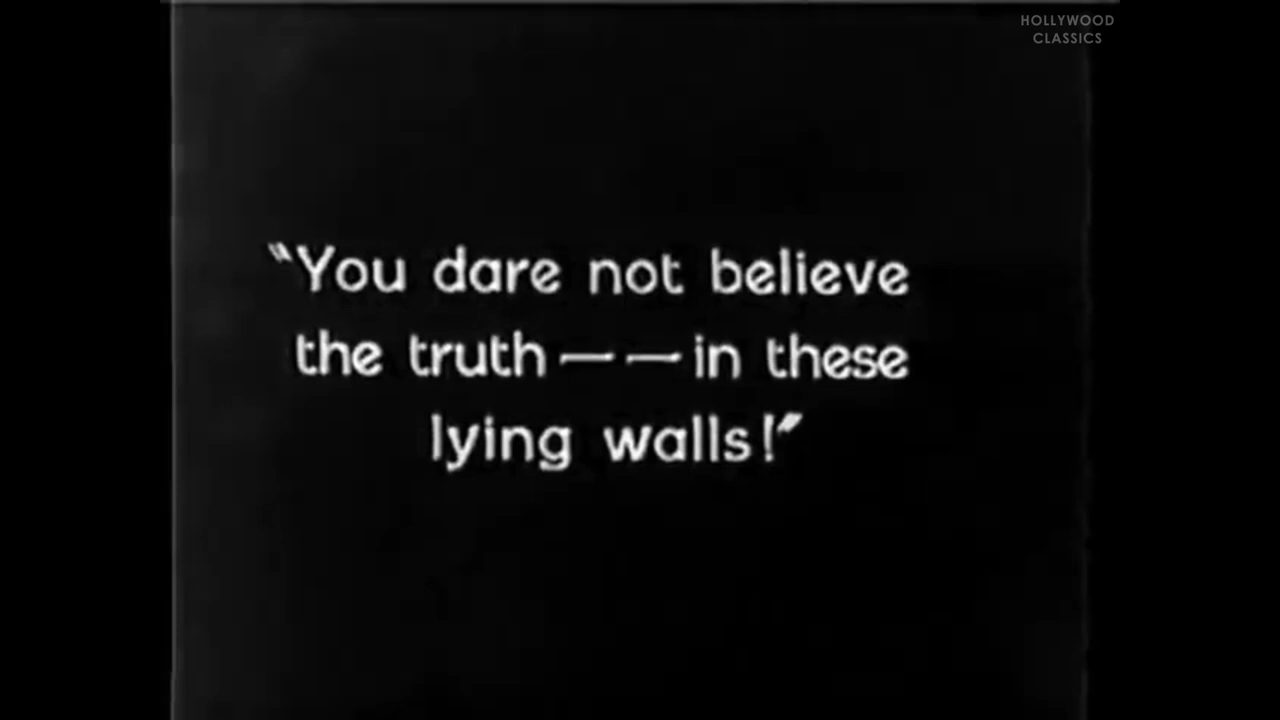 HOLLYWOOD
CLASSICS
"You dare not believe
the truth — — in these
lying walls!"